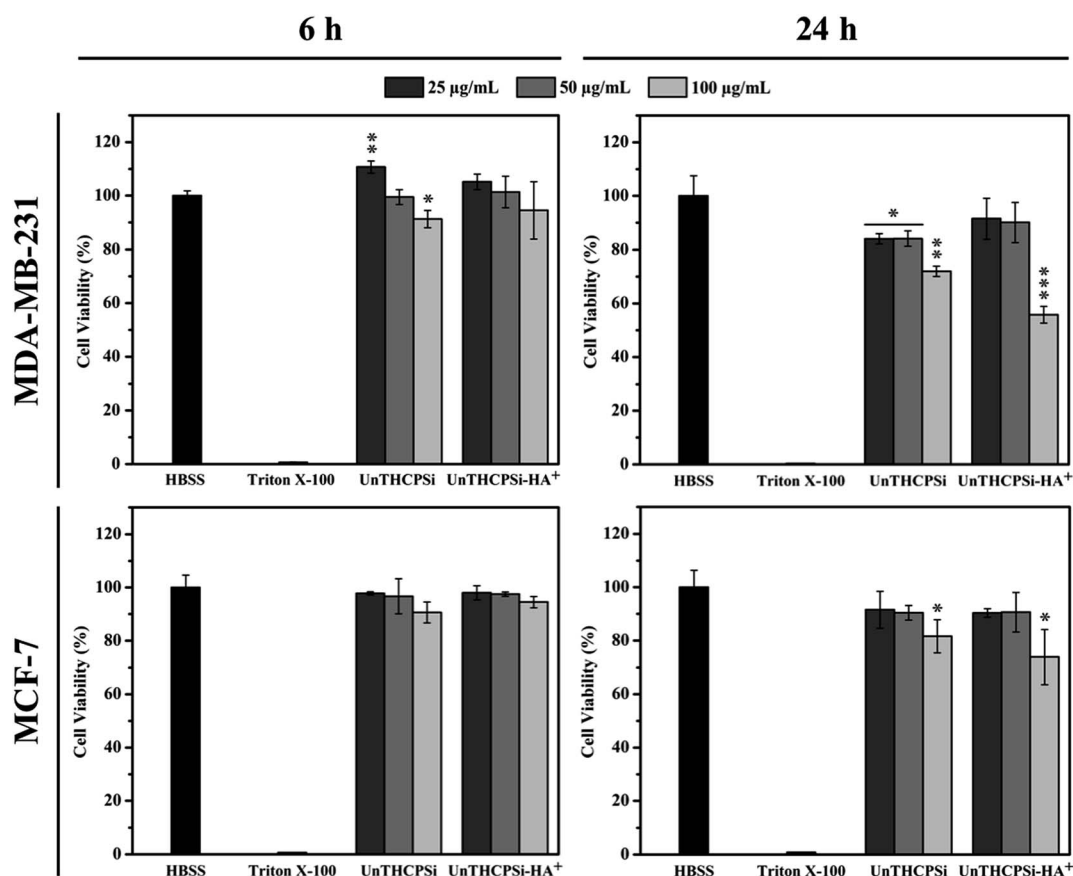 6 h 24 h
25 µg/mL 50 µg/mL 100 µg/mL
MDA-MB-231
Cell Viability (%)
120
100
80
60
40
20
0
**
*
HBSS Triton X-100 UnTHCPSi UnTHCPSi-HA+
Cell Viability (%)
120
100
80
60
40
20
0
*
**
***
HBSS Triton X-100 UnTHCPSi UnTHCPSi-HA+
MCF-7
Cell Viability (%)
120
100
80
60
40
20
0
HBSS Triton X-100 UnTHCPSi UnTHCPSi-HA+
Cell Viability (%)
120
100
80
60
40
20
0
*
*
HBSS Triton X-100 UnTHCPSi UnTHCPSi-HA+